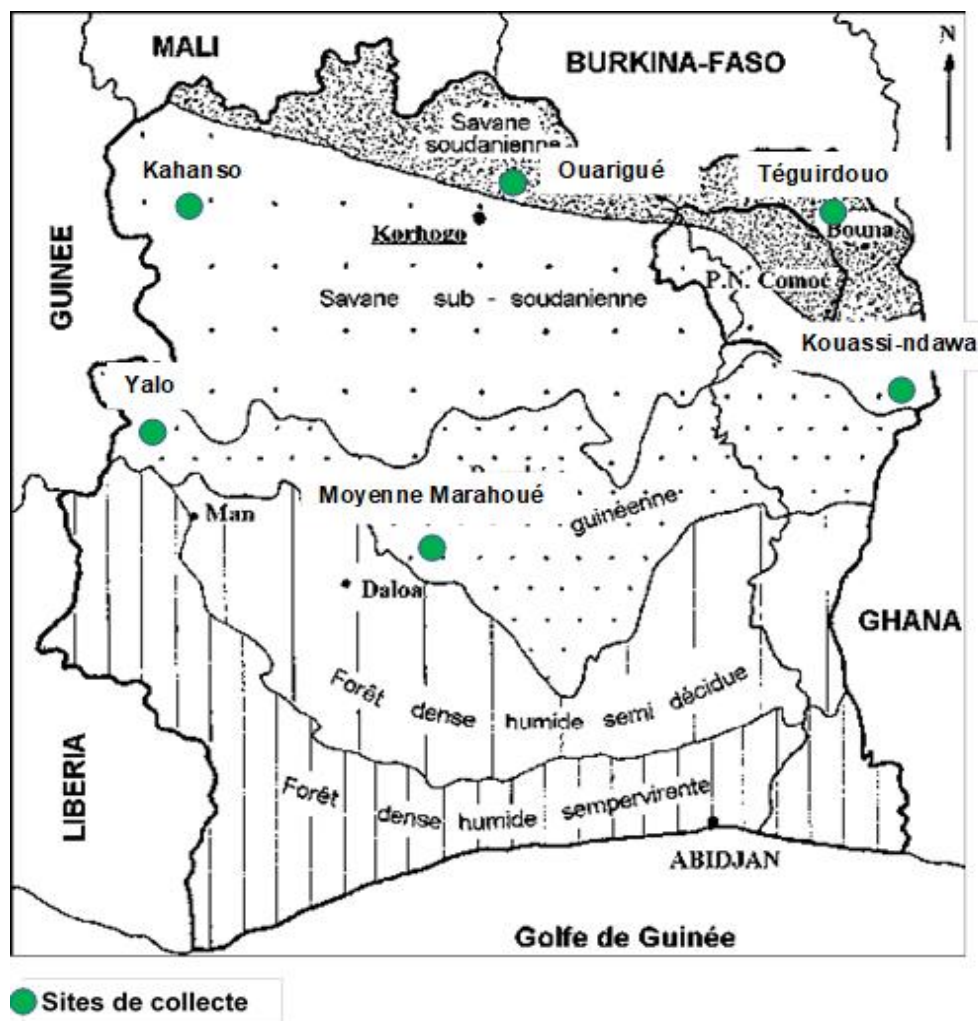 MALI
BURKINA-FASO
N
Savane
soudanienne
Kahanso
Ouarigué
Téguirdouo
Korhogo
Bouna
GUINEE
P.N. Comoé
Savane sub - soudanienne
Kouassi-ndawa
Yalo
Moyenne Marahoué
guinéenne
Man
Daloa
GHANA
Forêt dense humide semi décidue
LIBERIA
Forêt dense humide sempervirente
ABIDJAN
Golfe de Guinée
Sites de collecte